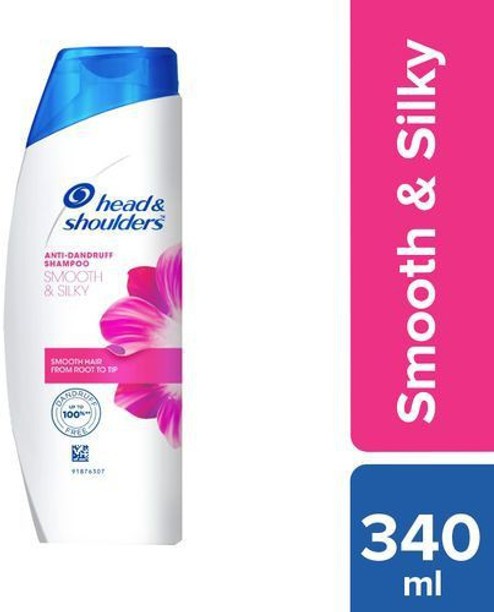 head &
shoulders
ANTI-DANDRUFF
SHAMPOO
SMOOTH
& SILKY
SMOOTH HAIR
FROM ROOT TO TIP
DANDRUFF
UP TO
100%**
FREE
91876307
Smooth & Silky
340
ml